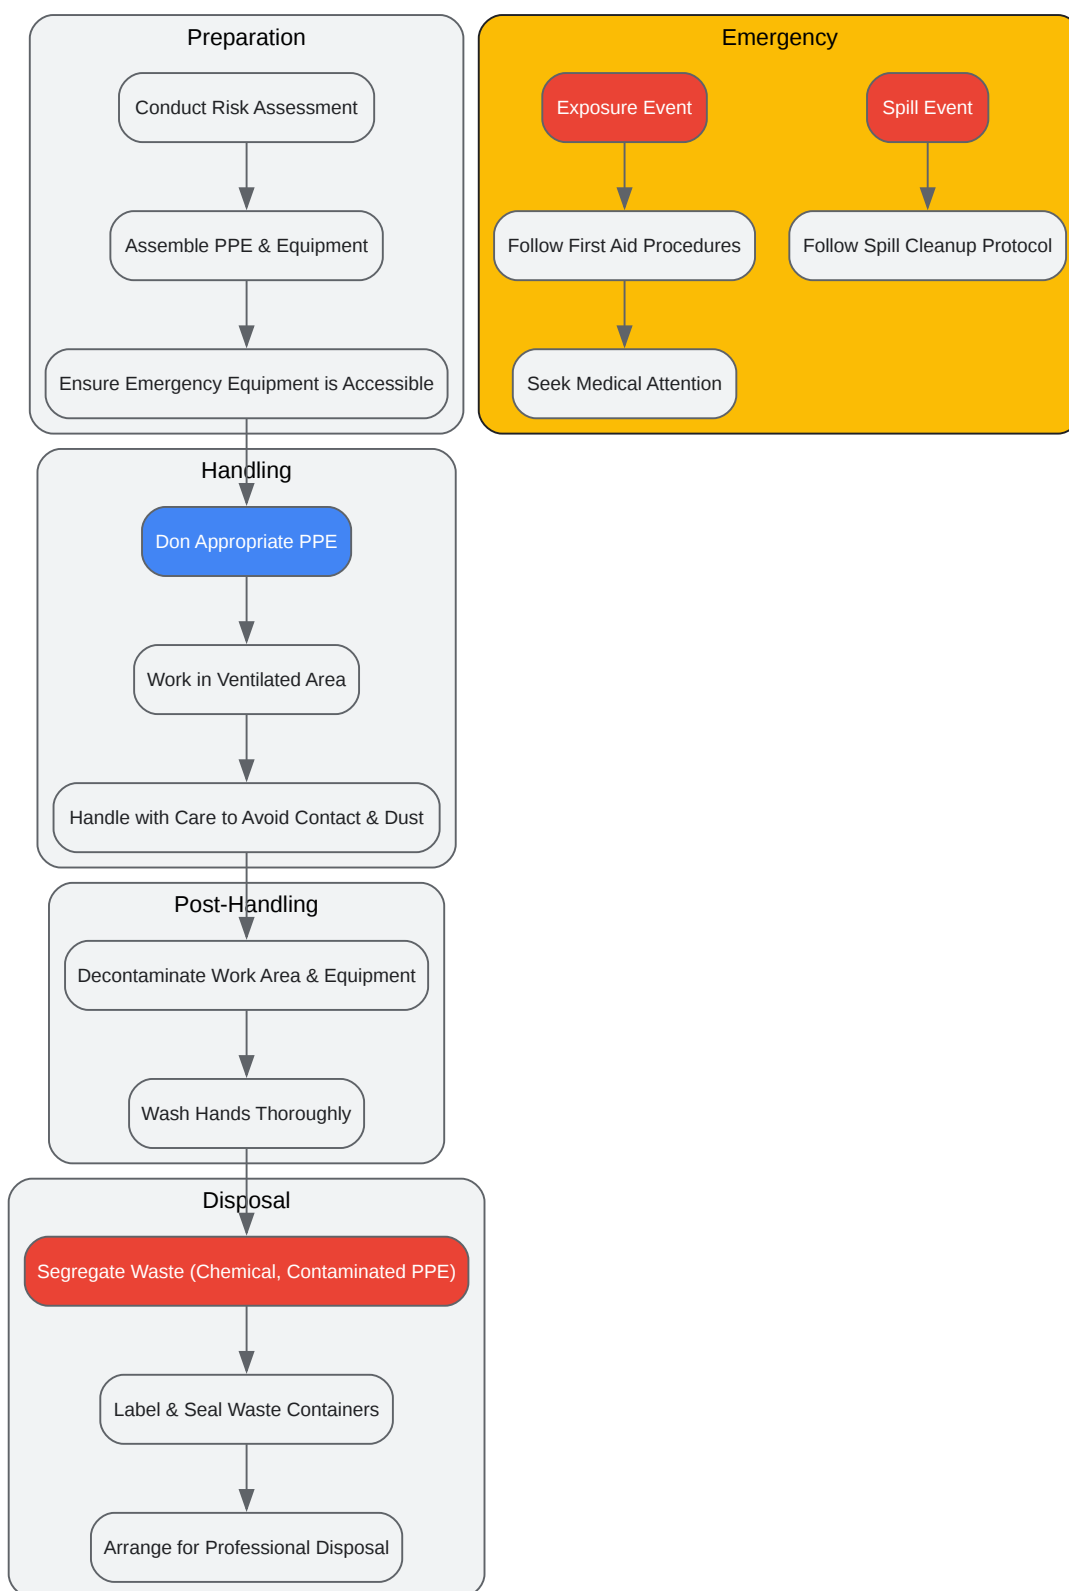 Preparation
Conduct Risk Assessment
Assemble PPE & Equipment
Ensure Emergency Equipment is Accessible
Emergency
Exposure Event
Follow First Aid Procedures
Seek Medical Attention
Spill Event
Follow Spill Cleanup Protocol
Handling
Don Appropriate PPE
Work in Ventilated Area
Handle with Care to Avoid Contact & Dust
Post-Handling
Decontaminate Work Area & Equipment
Wash Hands Thoroughly
Disposal
Segregate Waste (Chemical, Contaminated PPE)
Label & Seal Waste Containers
Arrange for Professional Disposal